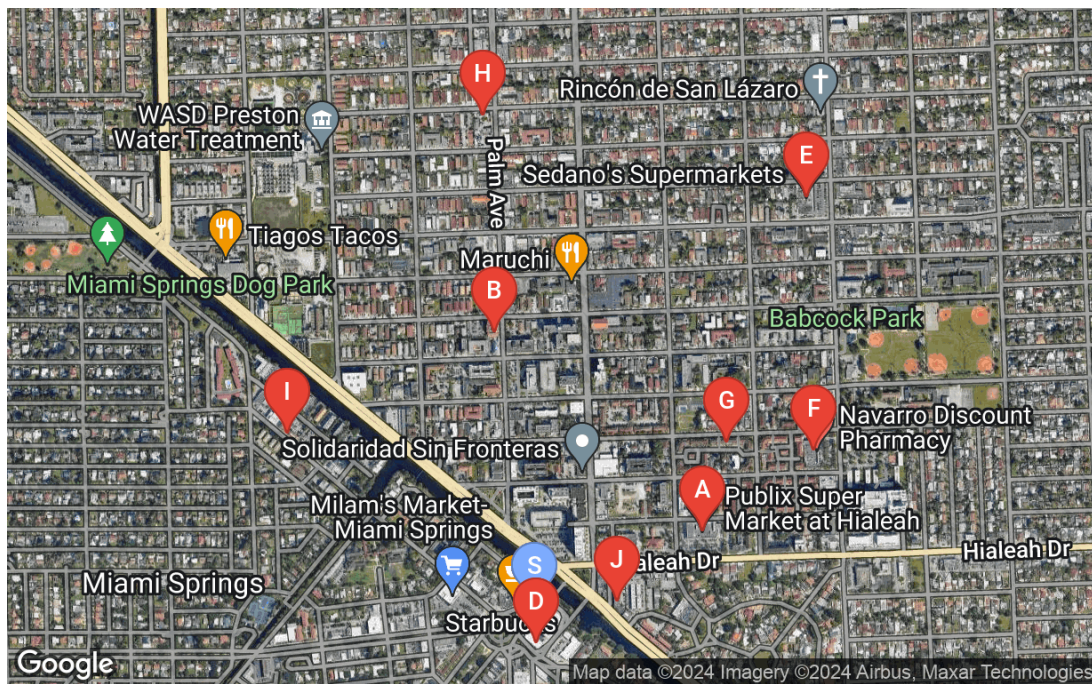 H
Rincón de San Lázaro
WASD Preston
Water Treatment
Palm Ave
E
Sedano's Supermarkets
Tiagos Tacos
Maruchi
Miami Springs Dog Park
B
Babcock Park
I
G
F
Navarro Discount
Pharmacy
Solidaridad Sin Fronteras
A
Publix Super
Market at Hialeah
Milam's Market-
Miami Springs
S
J
aleah Dr
Hialeah Dr
Miami Springs
D
Starbucks
Google
Map data ©2024 Imagery ©2024 Airbus, Maxar Technologies